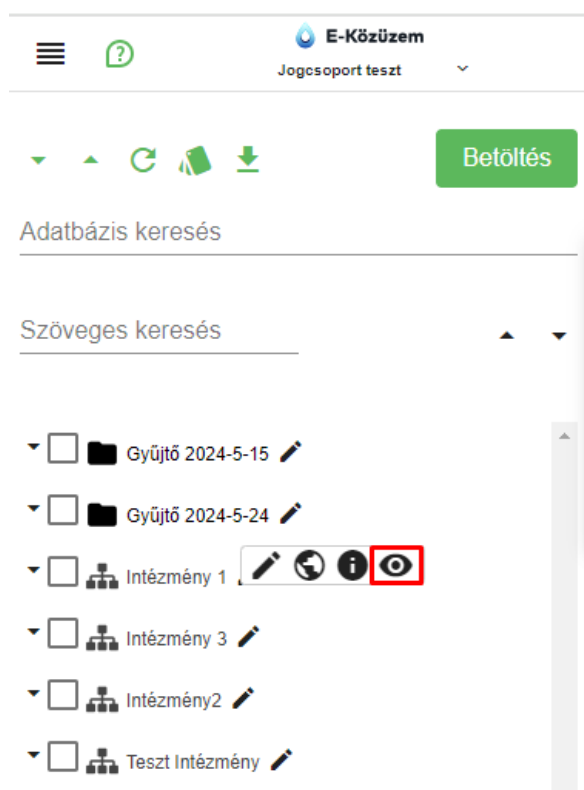 E-Közüzem
Jogcsoport teszt
Betöltés
Adatbázis keresés
Szöveges keresés
Gyűjtő 2024-5-15
Gyűjtő 2024-5-24
Intézmény 1
Intézmény 3
Intézmény2
Teszt Intézmény